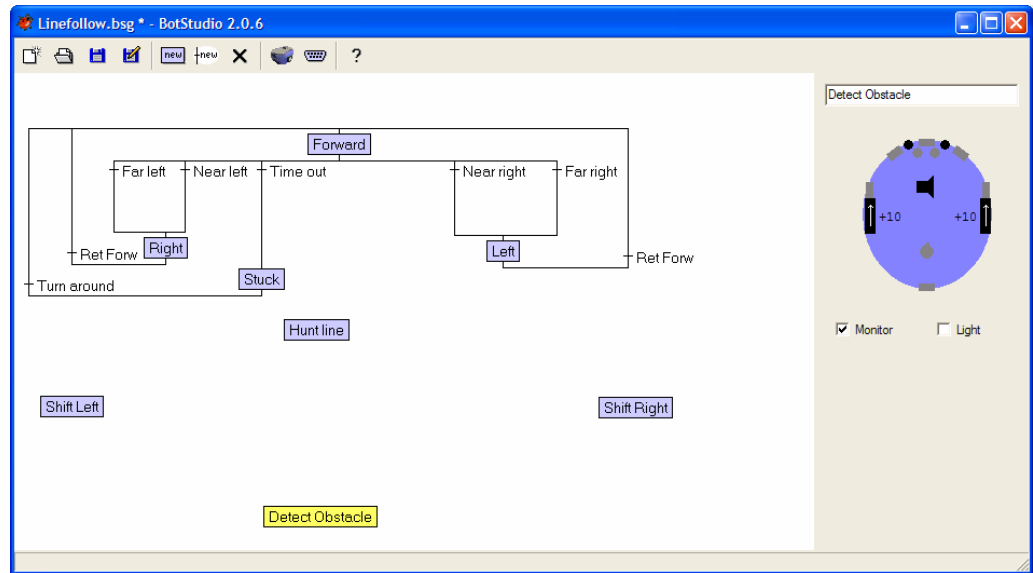 Linefollow.bsg * - BotStudio 2.0.6
new new ?
Detect Obstacle
Forward
Far left Near left Time out Near right Far right
+10 +10
Ret Forw Right Left Ret Forw
Turn around Stuck
Hunt line Monitor Light
Shift Left Shift Right
Detect Obstacle